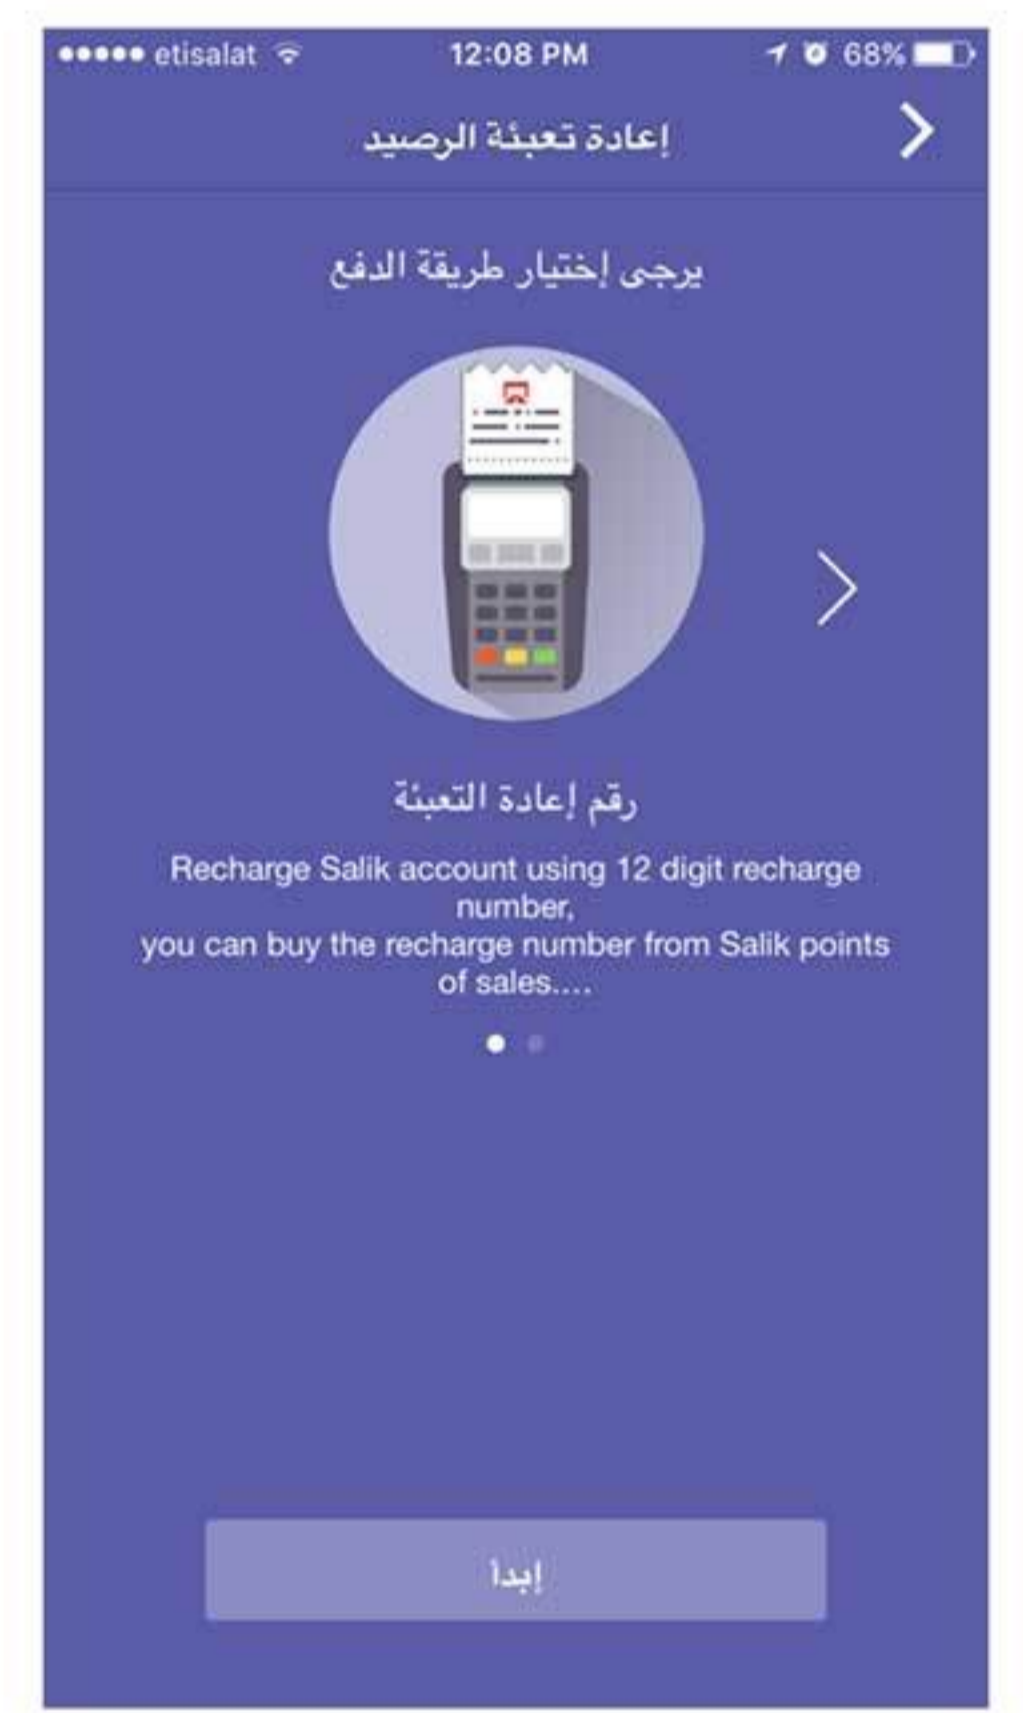 etisalat 12:08 PM 68%
إعادة تعبئة الرصيد
يرجى إختيار طريقة الدفع
رقم إعادة التعبئة
Recharge Salik account using 12 digit recharge
number,
you can buy the recharge number from Salik points
of sales....
إبدأ